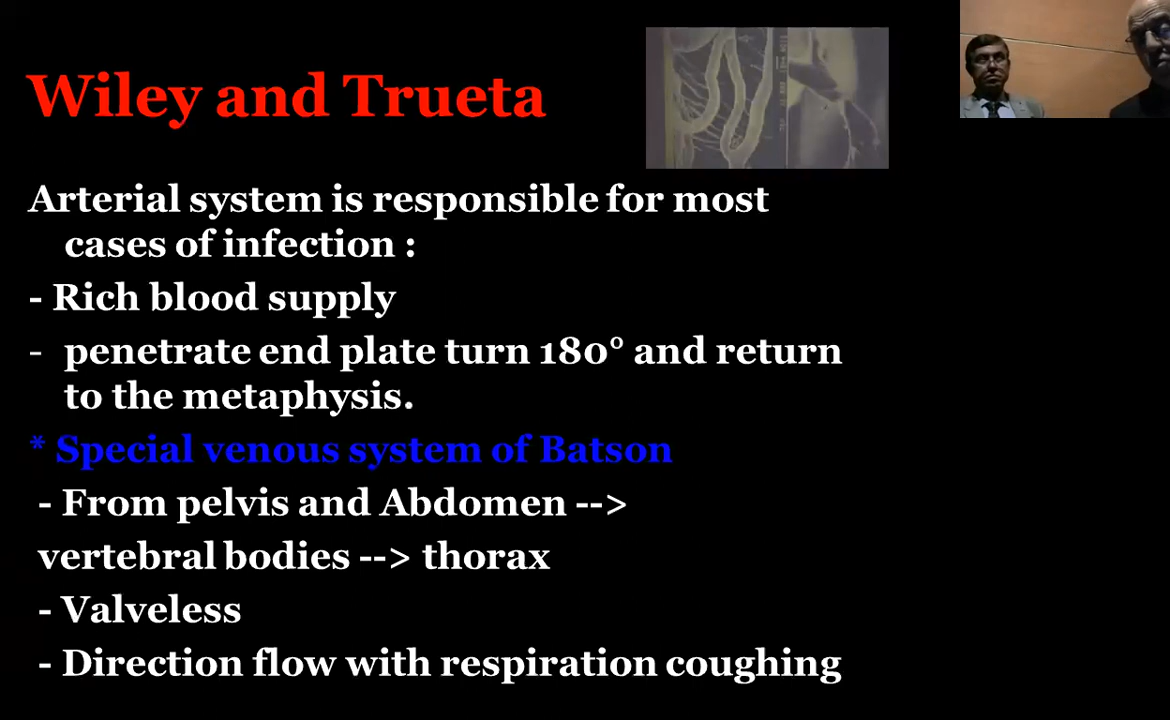 Wiley and Trueta
Arterial system is responsible for most
cases of infection :
- Rich blood supply
- penetrate end plate turn 180° and return
to the metaphysis.
* Special venous system of Batson
- From pelvis and Abdomen -->
vertebral bodies --> thorax
- Valveless
- Direction flow with respiration coughing